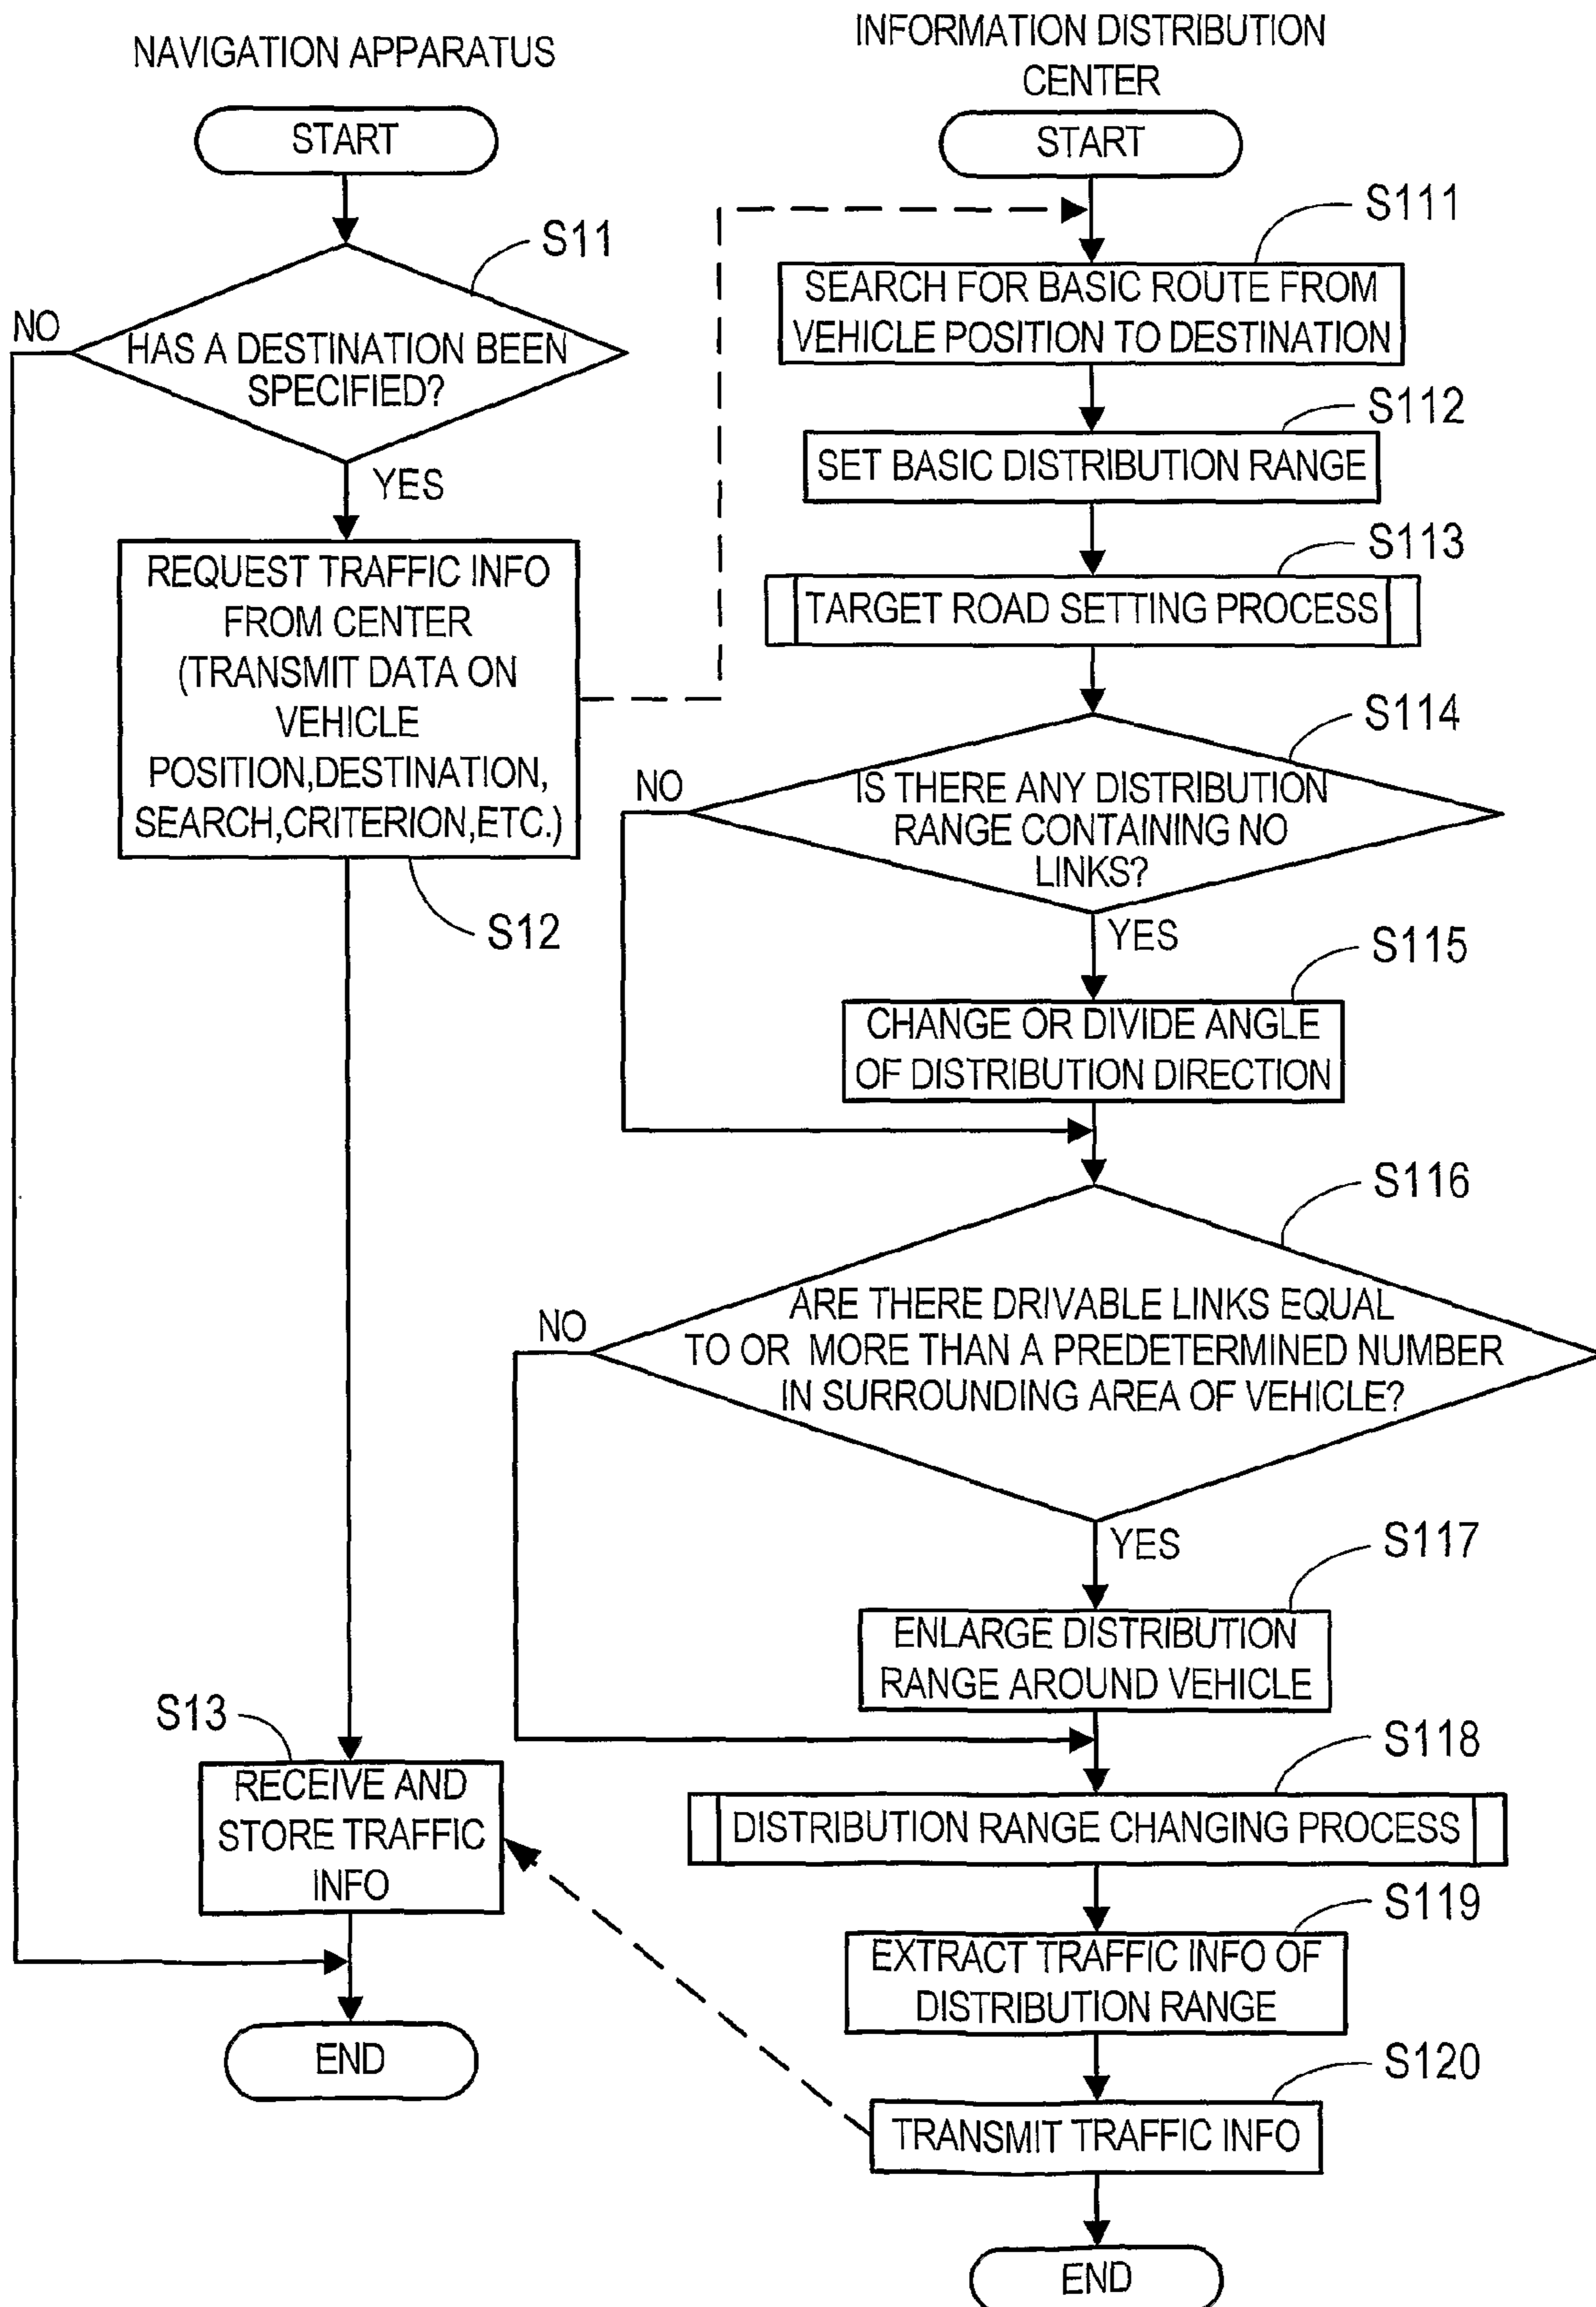 NAVIGATION APPARATUS
START
S11
NO
HAS A DESTINATION BEEN
SPECIFIED?
YES
REQUEST TRAFFIC INFO
FROM CENTER
(TRANSMIT DATA ON
VEHICLE
POSITION,DESTINATION,
SEARCH,CRITERION,ETC.)
S12
S13
RECEIVE AND
STORE TRAFFIC
INFO
END
INFORMATION DISTRIBUTION
CENTER
START
S111
SEARCH FOR BASIC ROUTE FROM
VEHICLE POSITION TO DESTINATION
S112
SET BASIC DISTRIBUTION RANGE
S113
TARGET ROAD SETTING PROCESS
S114
NO
IS THERE ANY DISTRIBUTION
RANGE CONTAINING NO
LINKS?
YES
S115
CHANGE OR DIVIDE ANGLE
OF DISTRIBUTION DIRECTION
S116
NO
ARE THERE DRIVABLE LINKS EQUAL
TO OR MORE THAN A PREDETERMINED NUMBER
IN SURROUNDING AREA OF VEHICLE?
YES
S117
ENLARGE DISTRIBUTION
RANGE AROUND VEHICLE
S118
DISTRIBUTION RANGE CHANGING PROCESS
S119
EXTRACT TRAFFIC INFO OF
DISTRIBUTION RANGE
S120
TRANSMIT TRAFFIC INFO
END